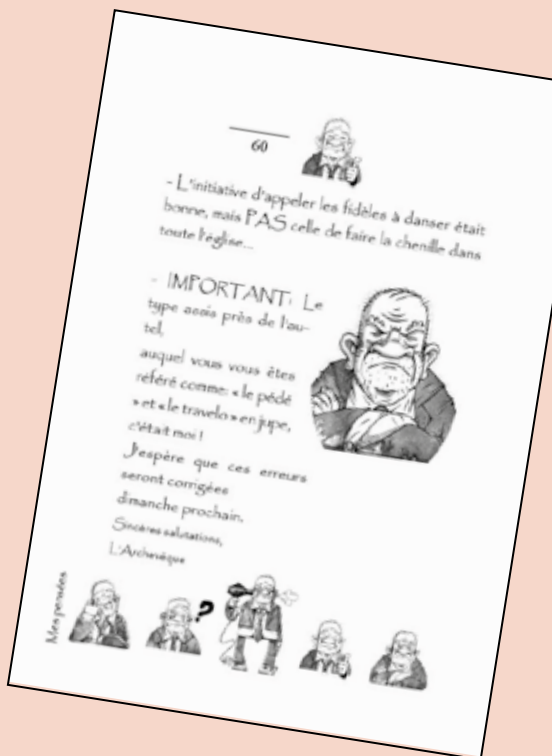 60
- L'initiative d'appeler les fidèles à danser était
bonne, mais PAS celle de faire la chenille dans
toute l'église...
- IMPORTANT: Le
type assis près de l'au-
tel,
auquel vous vous êtes
référé comme: « le pédé
» et « le travelo » en jupe,
c'était moi !
J'espère que ces erreurs
seront corrigées
dimanche prochain.
Sincères salutations,
L'Archevêque
?
Mes pensées